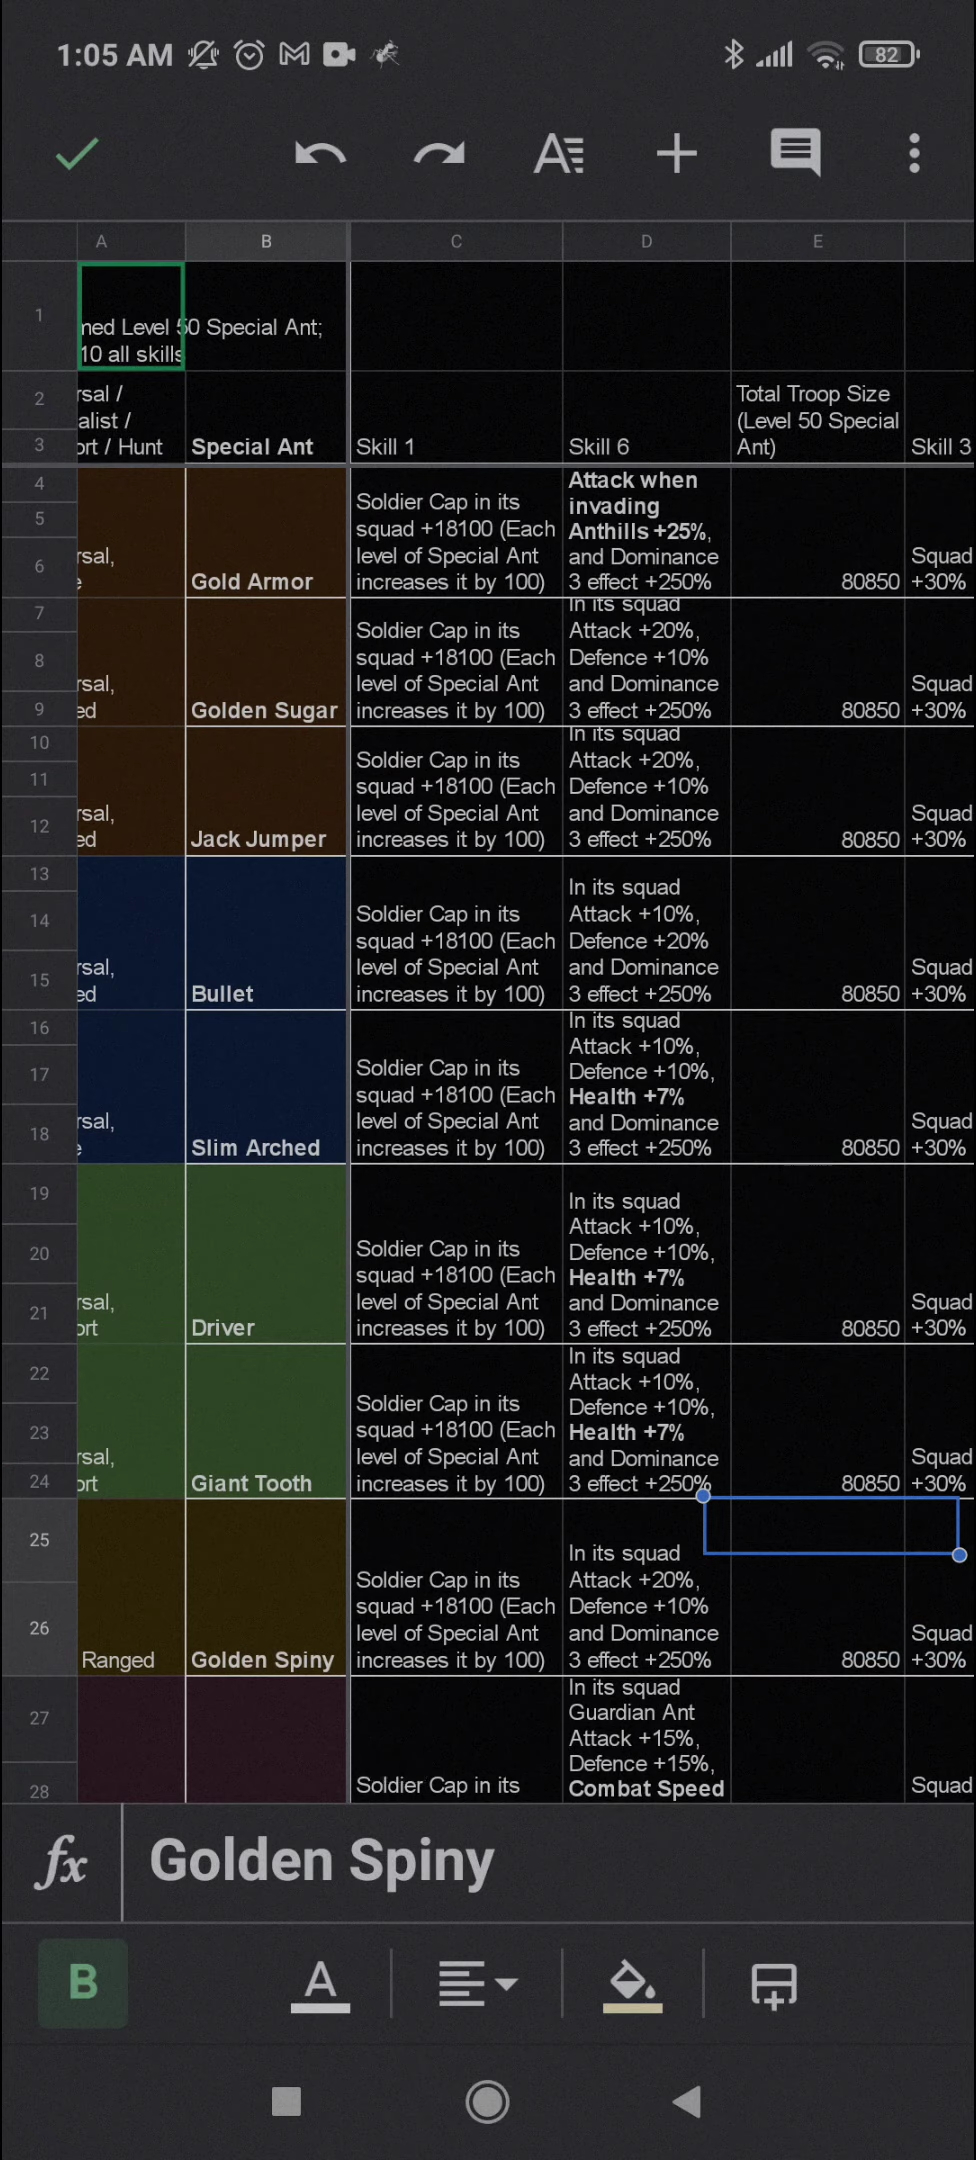 1:05 AM
82
A B C D E
1
med Level 50 Special Ant;
10 all skills
2
rsal /
alist /
ort / Hunt
3
Special Ant
Skill 1
Skill 6
Total Troop Size
(Level 50 Special
Ant)
Skill 3
4
5
6
rsal,
e
Gold Armor
Soldier Cap in its
squad +18100 (Each
level of Special Ant
increases it by 100)
Attack when
invading
Anthills +25%,
and Dominance
3 effect +250%
80850
Squad
+30%
7
8
9
rsal,
ed
Golden Sugar
Soldier Cap in its
squad +18100 (Each
level of Special Ant
increases it by 100)
In its squad
Attack +20%,
Defence +10%
and Dominance
3 effect +250%
80850
Squad
+30%
10
11
12
rsal,
ed
Jack Jumper
Soldier Cap in its
squad +18100 (Each
level of Special Ant
increases it by 100)
In its squad
Attack +20%,
Defence +10%
and Dominance
3 effect +250%
80850
Squad
+30%
13
14
15
rsal,
ed
Bullet
Soldier Cap in its
squad +18100 (Each
level of Special Ant
increases it by 100)
In its squad
Attack +10%,
Defence +20%
and Dominance
3 effect +250%
80850
Squad
+30%
16
17
18
rsal,
e
Slim Arched
Soldier Cap in its
squad +18100 (Each
level of Special Ant
increases it by 100)
In its squad
Attack +10%,
Defence +10%,
Health +7%
and Dominance
3 effect +250%
80850
Squad
+30%
19
20
21
rsal,
ort
Driver
Soldier Cap in its
squad +18100 (Each
level of Special Ant
increases it by 100)
In its squad
Attack +10%,
Defence +10%,
Health +7%
and Dominance
3 effect +250%
80850
Squad
+30%
22
23
24
rsal,
ort
Giant Tooth
Soldier Cap in its
squad +18100 (Each
level of Special Ant
increases it by 100)
In its squad
Attack +10%,
Defence +10%,
Health +7%
and Dominance
3 effect +250%
80850
Squad
+30%
25
26
Ranged
Golden Spiny
Soldier Cap in its
squad +18100 (Each
level of Special Ant
increases it by 100)
In its squad
Attack +20%,
Defence +10%
and Dominance
3 effect +250%
80850
Squad
+30%
27
28
Soldier Cap in its
In its squad
Guardian Ant
Attack +15%,
Defence +15%,
Combat Speed
Squad
fx Golden Spiny
B A